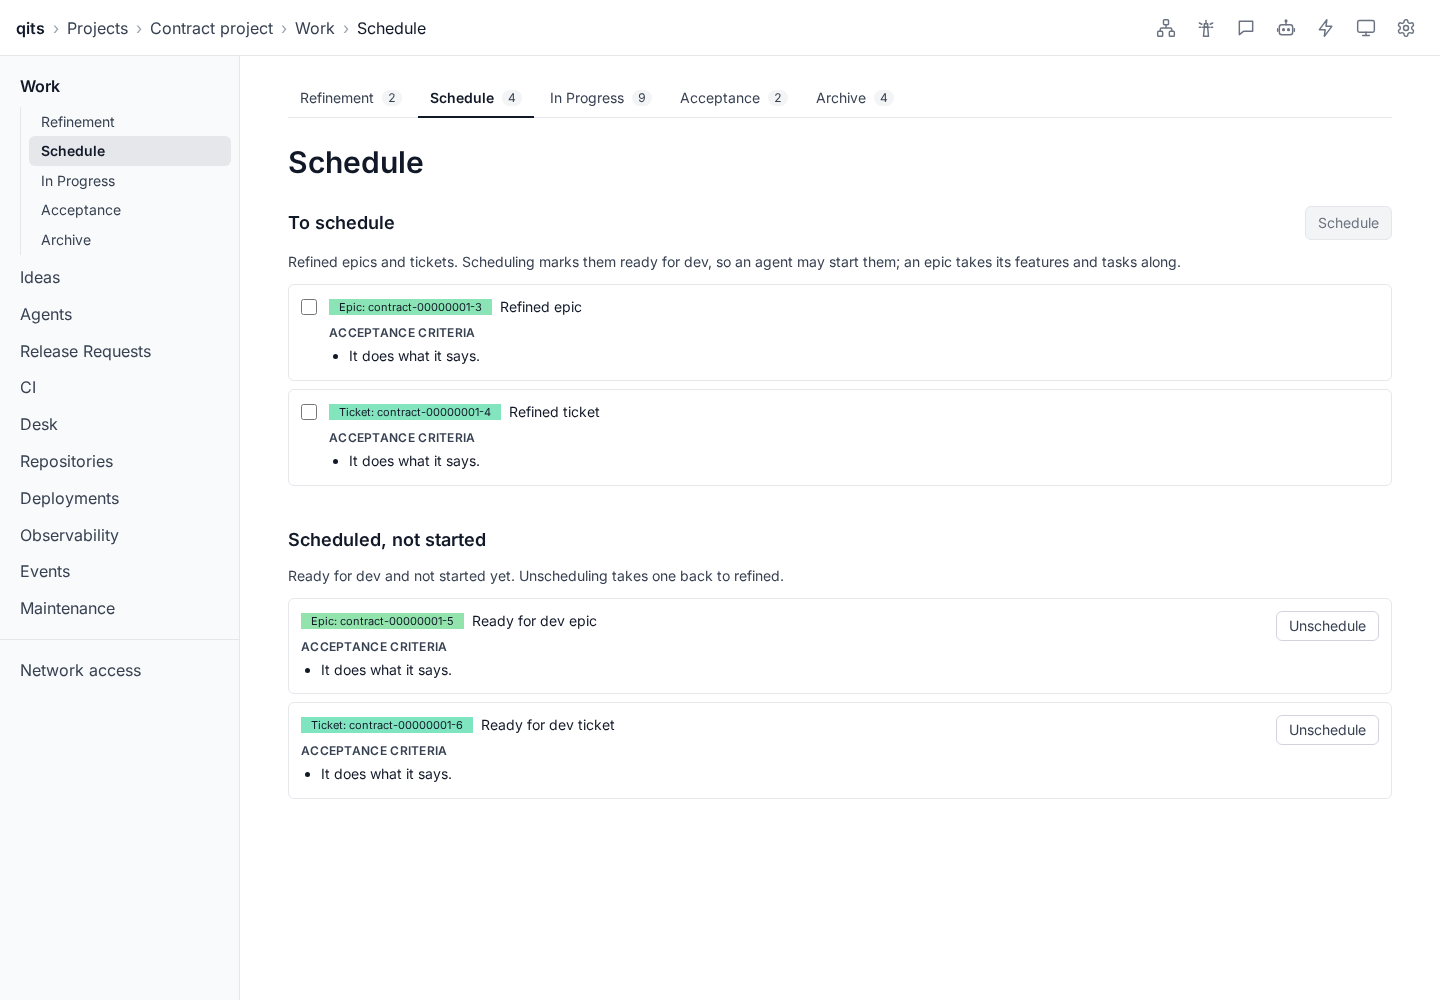 qits › Projects › Contract project › Work › Schedule
Work
Refinement
Schedule
In Progress
Acceptance
Archive
Ideas
Agents
Release Requests
CI
Desk
Repositories
Deployments
Observability
Events
Maintenance
Network access
Refinement 2 Schedule 4 In Progress 9 Acceptance 2 Archive 4
Schedule
To schedule Schedule
Refined epics and tickets. Scheduling marks them ready for dev, so an agent may start them; an epic takes its features and tasks along.
Epic: contract-00000001-3 Refined epic
ACCEPTANCE CRITERIA
• It does what it says.
Ticket: contract-00000001-4 Refined ticket
ACCEPTANCE CRITERIA
• It does what it says.
Scheduled, not started
Ready for dev and not started yet. Unscheduling takes one back to refined.
Epic: contract-00000001-5 Ready for dev epic Unschedule
ACCEPTANCE CRITERIA
• It does what it says.
Ticket: contract-00000001-6 Ready for dev ticket Unschedule
ACCEPTANCE CRITERIA
• It does what it says.